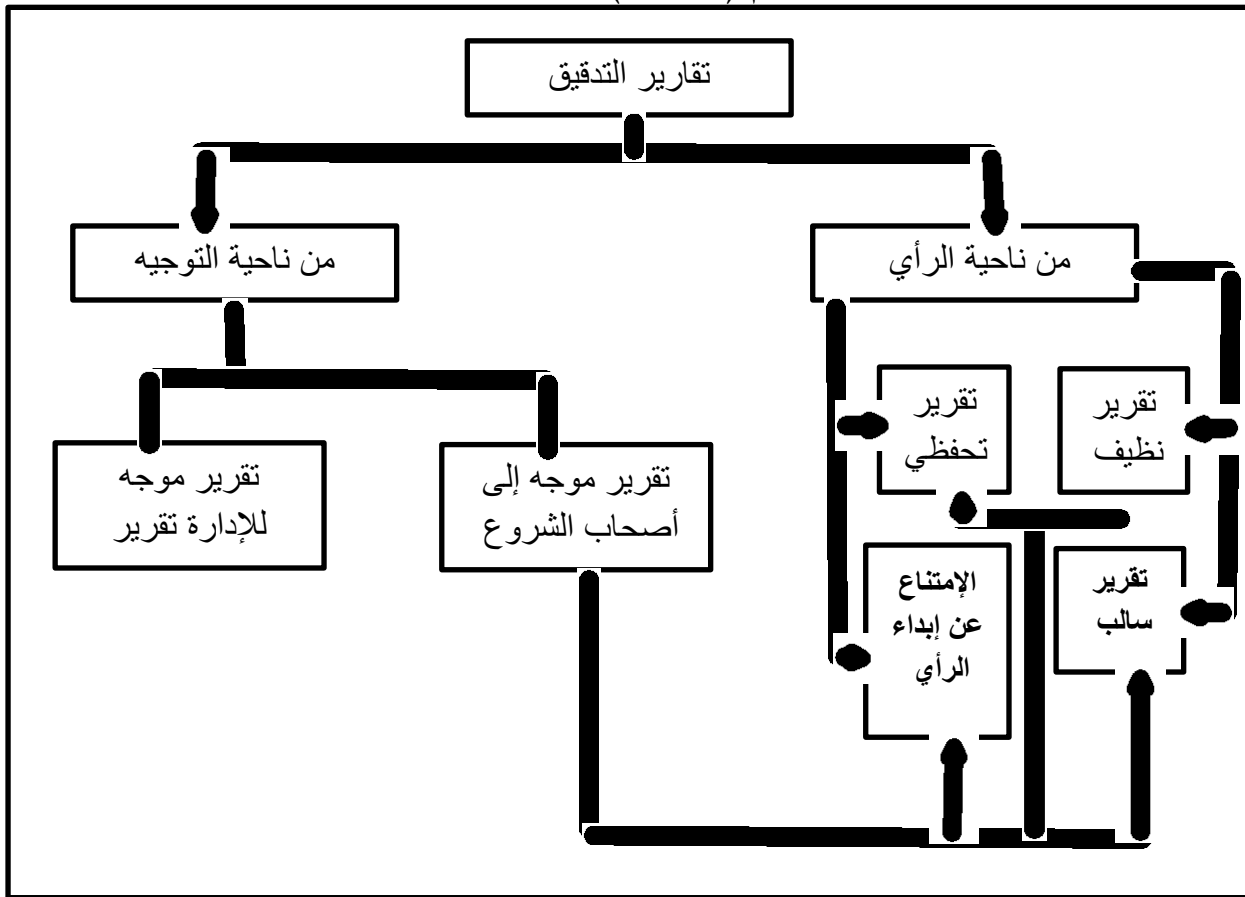 تقارير التدقيق
من ناحية الرأي
من ناحية التوجيه
تقرير
نظيف
تقرير
تحفظي
تقرير موجه إلى
أصحاب الشروع
تقرير موجه
للإدارة تقرير
تقرير
سالب
الإمتناع
عن إبداء
الرأي